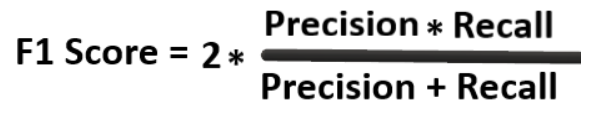 Precision * Recall
F1 Score = 2 *
Precision + Recall